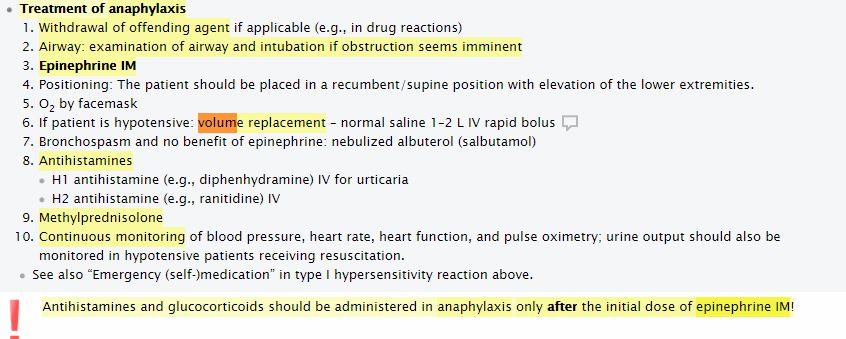 • Treatment of anaphylaxis
1. Withdrawal of offending agent if applicable (e.g., in drug reactions)
2. Airway: examination of airway and intubation if obstruction seems imminent
3. Epinephrine IM
4. Positioning: The patient should be placed in a recumbent/supine position with elevation of the lower extremities.
5. O2 by facemask
6. If patient is hypotensive: volume replacement – normal saline 1–2 L IV rapid bolus
7. Bronchospasm and no benefit of epinephrine: nebulized albuterol (salbutamol)
8. Antihistamines
• H1 antihistamine (e.g., diphenhydramine) IV for urticaria
• H2 antihistamine (e.g., ranitidine) IV
9. Methylprednisolone
10. Continuous monitoring of blood pressure, heart rate, heart function, and pulse oximetry; urine output should also be
monitored in hypotensive patients receiving resuscitation.
• See also “Emergency (self-)medication” in type I hypersensitivity reaction above.
! Antihistamines and glucocorticoids should be administered in anaphylaxis only after the initial dose of epinephrine IM!